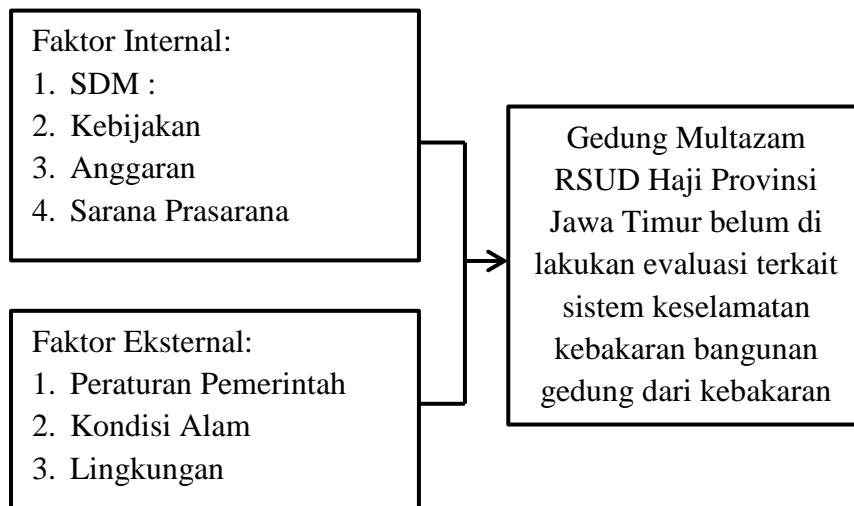 Faktor Internal:
1. SDM :
2. Kebijakan
3. Anggaran
4. Sarana Prasarana
Faktor Eksternal:
1. Peraturan Pemerintah
2. Kondisi Alam
3. Lingkungan
Gedung Multazam
RSUD Haji Provinsi
Jawa Timur belum di
lakukan evaluasi terkait
sistem keselamatan
kebakaran bangunan
gedung dari kebakaran